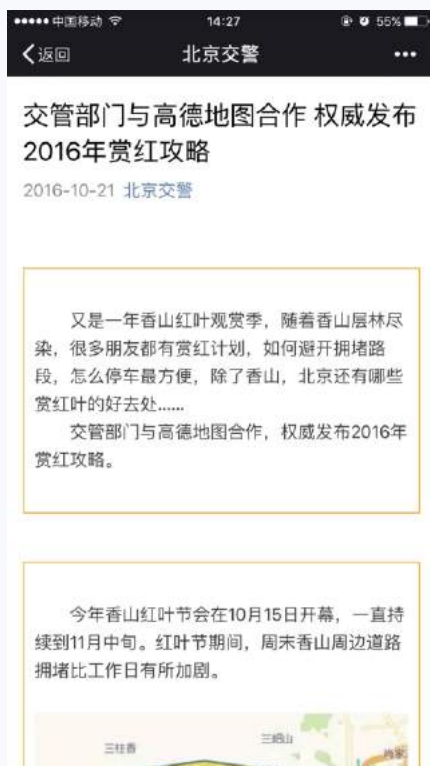 中国移动 14:27 55%
返回 北京交警
交管部门与高德地图合作 权威发布
2016年赏红攻略
2016-10-21 北京交警
又是一年香山红叶观赏季，随着香山层林尽
染，很多朋友都有赏红计划，如何避开拥堵路
段，怎么停车最方便，除了香山，北京还有哪些
赏红叶的好去处......
交管部门与高德地图合作，权威发布2016年
赏红攻略。
今年香山红叶节会在10月15日开幕，一直持
续到11月中旬。红叶节期间，周末香山周边道路
拥堵比工作日有所加剧。
三柱香 三峰山